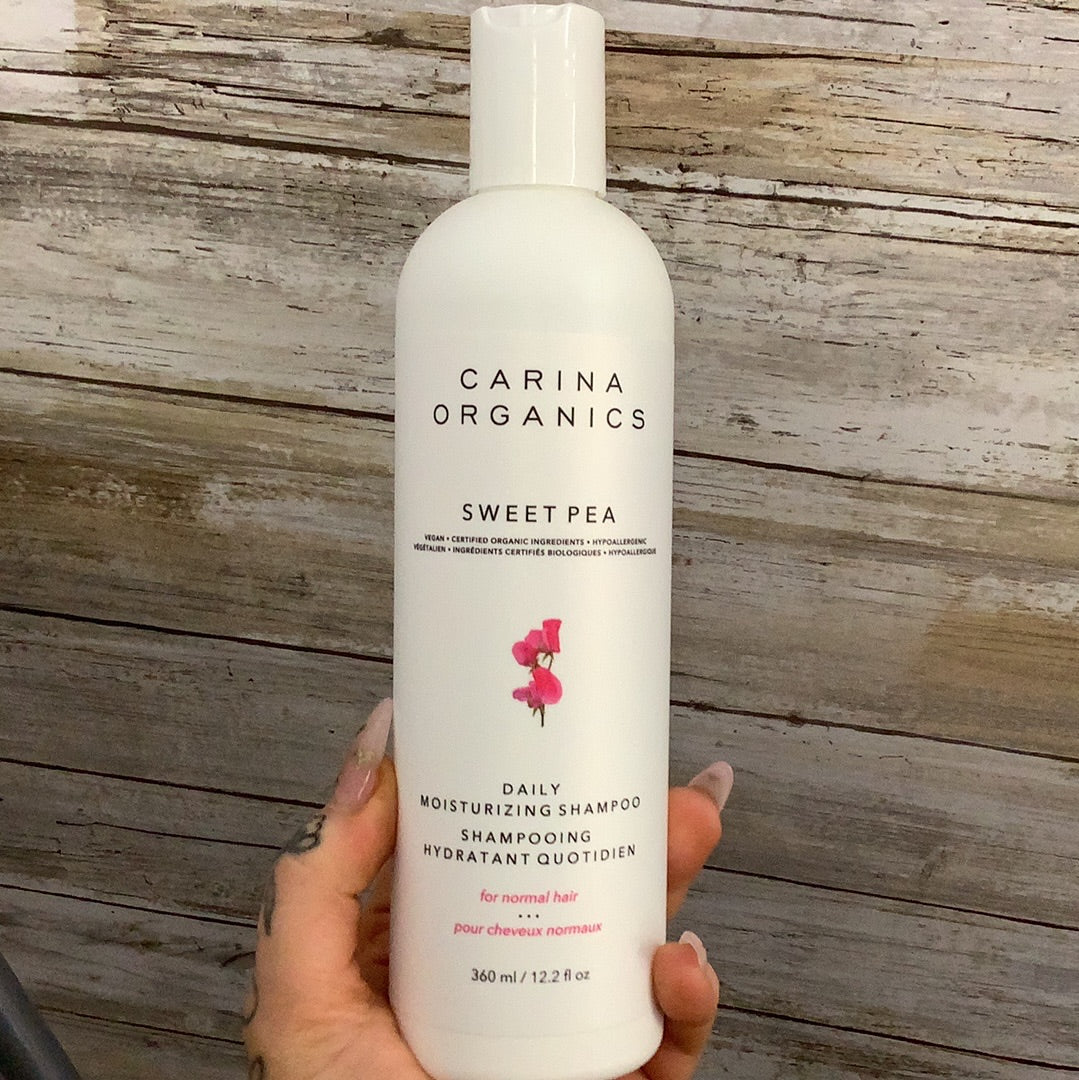 CARINA
ORGANICS
SWEET PEA
VEGAN • CERTIFIED ORGANIC INGREDIENTS • HYPOALLERGENIC
VÉGÉTALIEN • INGRÉDIENTS CERTIFIÉS BIOLOGIQUES • HYPOALLERGIQUE
DAILY
MOISTURIZING SHAMPOO
SHAMPOOING
HYDRATANT QUOTIDIEN
for normal hair
•••
pour cheveux normaux
360 ml / 12.2 fl oz